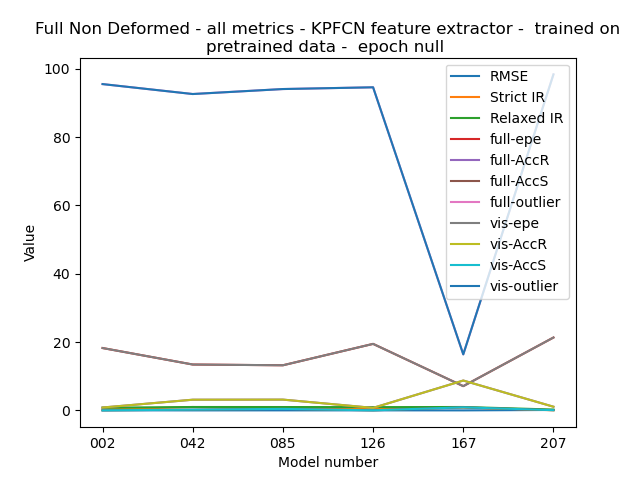 Full Non Deformed - all metrics - KPFCN feature extractor -  trained on
pretrained data -  epoch null
100
80
60
40
20
0
Value
RMSE
Strict IR
Relaxed IR
full-epe
full-AccR
full-AccS
full-outlier
vis-epe
vis-AccR
vis-AccS
vis-outlier
002 042 085 126 167 207
Model number